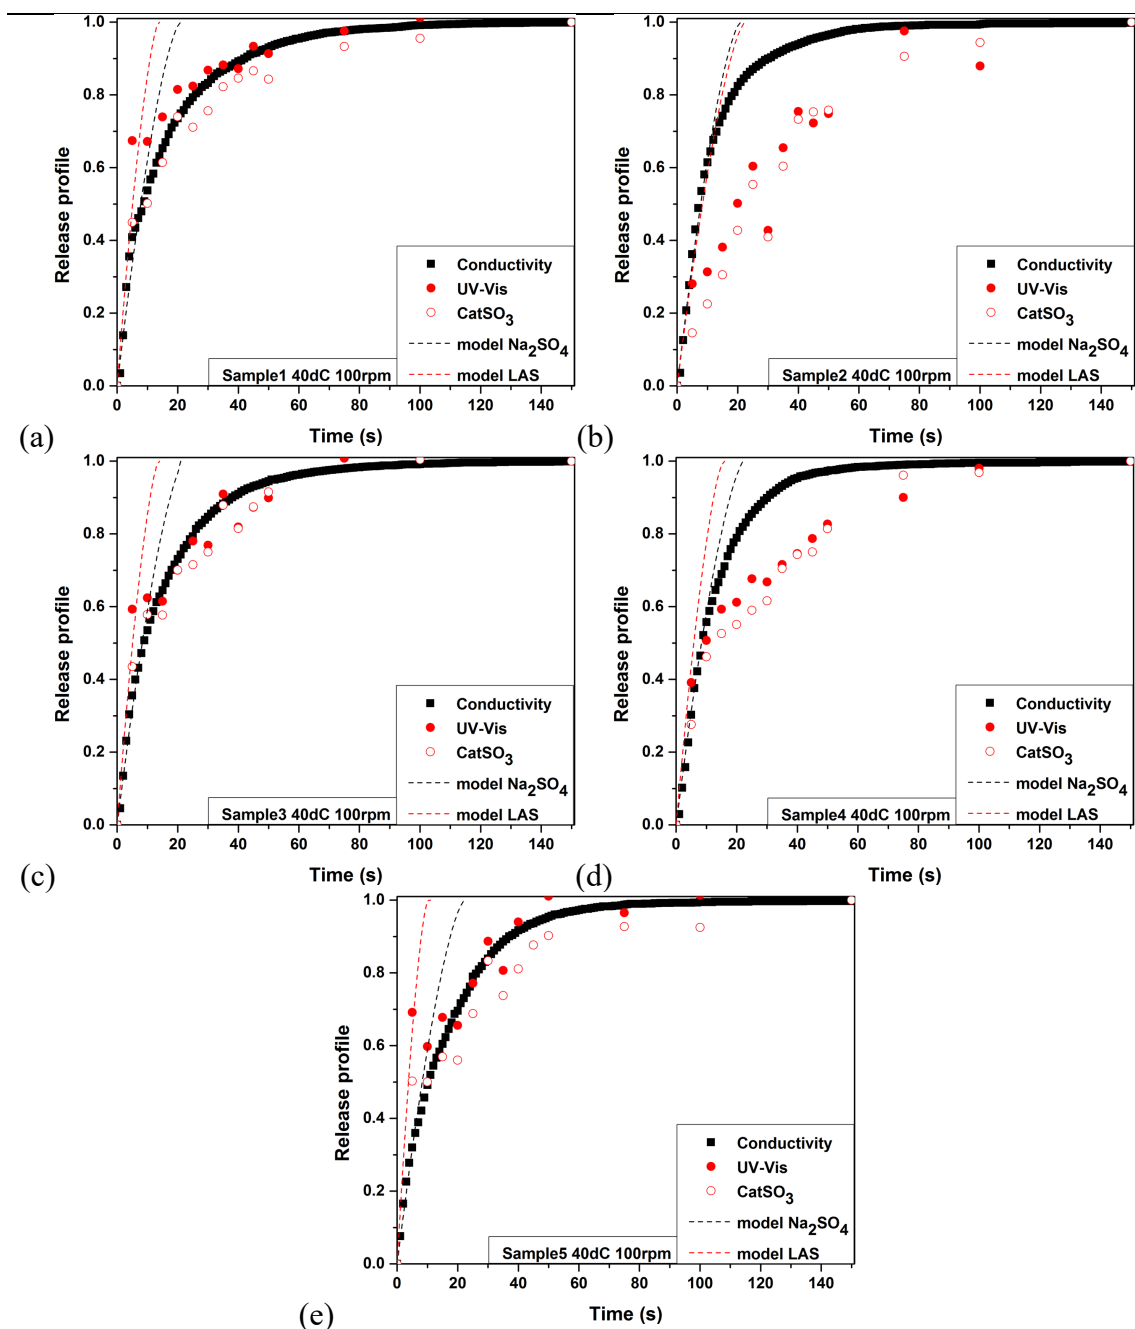 Release profile
1.0
0.8
0.6
0.4
0.2
0.0
0 20 40 60 80 100 120 140
Time (s)
Conductivity
UV-Vis
CatSO3
model Na2SO4
model LAS
Sample1 40dC 100rpm
(a)
Release profile
1.0
0.8
0.6
0.4
0.2
0.0
0 20 40 60 80 100 120 140
Time (s)
Conductivity
UV-Vis
CatSO3
model Na2SO4
model LAS
Sample2 40dC 100rpm
(b)
Release profile
1.0
0.8
0.6
0.4
0.2
0.0
0 20 40 60 80 100 120 140
Time (s)
Conductivity
UV-Vis
CatSO3
model Na2SO4
model LAS
Sample3 40dC 100rpm
(c)
Release profile
1.0
0.8
0.6
0.4
0.2
0.0
0 20 40 60 80 100 120 140
Time (s)
Conductivity
UV-Vis
CatSO3
model Na2SO4
model LAS
Sample4 40dC 100rpm
(d)
Release profile
1.0
0.8
0.6
0.4
0.2
0.0
0 20 40 60 80 100 120 140
Time (s)
Conductivity
UV-Vis
CatSO3
model Na2SO4
model LAS
Sample5 40dC 100rpm
(e)